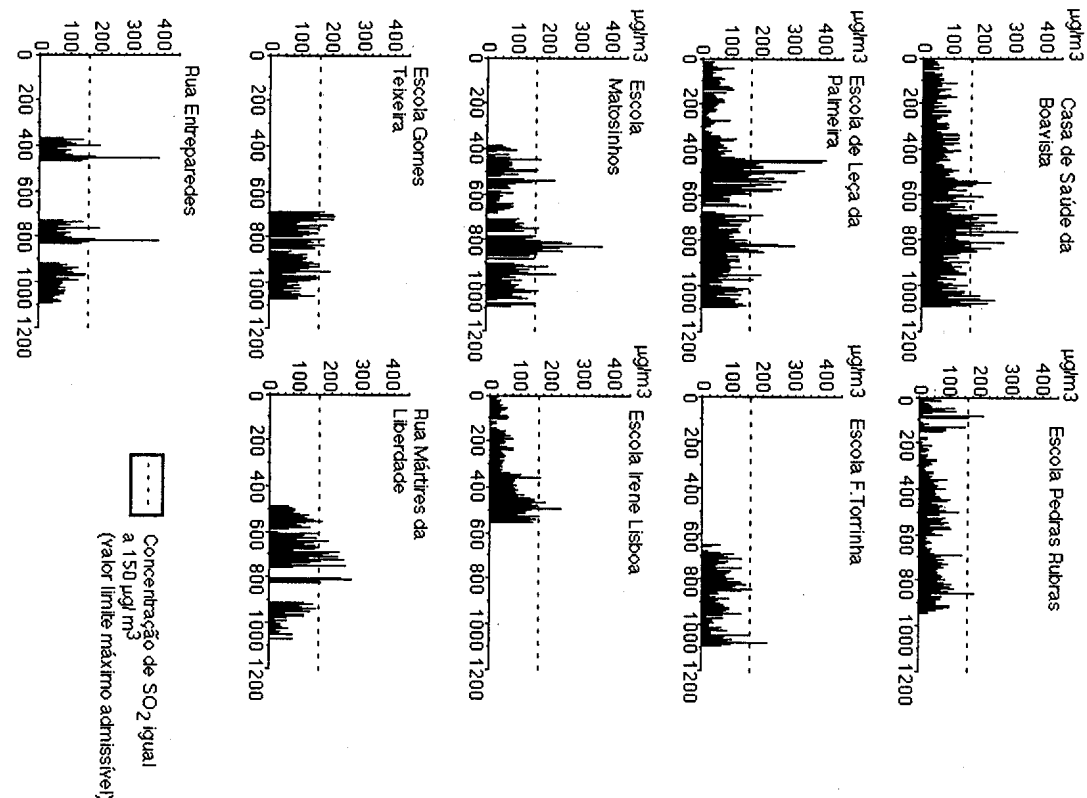 µg/m3
Casa de Saúde da
Boavista
400
300
200
100
0
0 200 400 600 800 1000 1200
µg/m3
Escola Pedras Rubras
400
300
200
100
0
0 200 400 600 800 1000 1200
µg/m3
Escola de Leça da
Palmeira
400
300
200
100
0
0 200 400 600 800 1000 1200
µg/m3
Escola F.Torrinha
400
300
200
100
0
0 200 400 600 800 1000 1200
µg/m3
Escola
Matosinhos
400
300
200
100
0
0 200 400 600 800 1000 1200
µg/m3
Escola Irene Lisboa
400
300
200
100
0
0 200 400 600 800 1000 1200
Escola Gomes
Teixeira
400
300
200
100
0
0 200 400 600 800 1000 1200
Rua Mártires da
Liberdade
400
300
200
100
0
0 200 400 600 800 1000 1200
Rua Entreparedes
400
300
200
100
0
0 200 400 600 800 1000 1200
Concentração de SO2 igual
a 150 µg/m3
(valor limite máximo admissível)